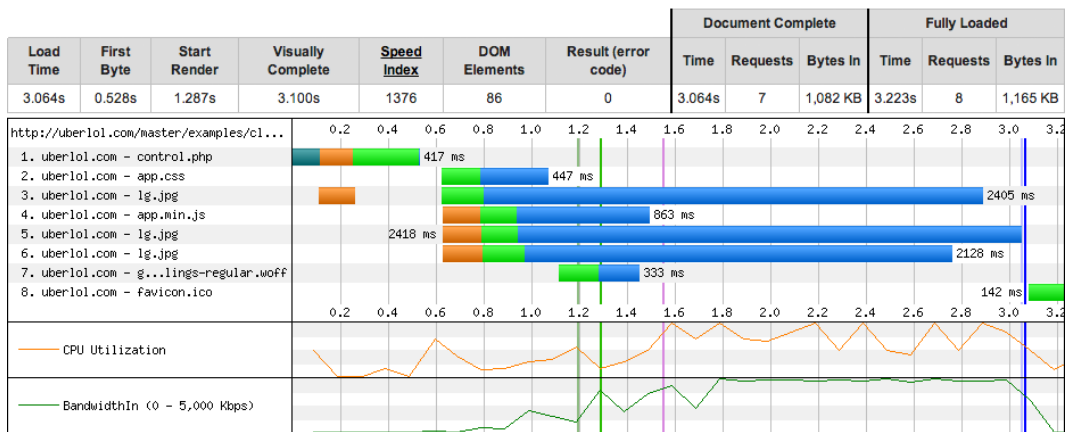 Document Complete Fully Loaded
Load Time First Byte Start Render Visually Complete Speed Index DOM Elements Result (error code) Time Requests Bytes In Time Requests Bytes In
3.064s 0.528s 1.287s 3.100s 1376 86 0 3.064s 7 1,082 KB 3.223s 8 1,165 KB
http://uberlol.com/master/examples/cl... 0.2 0.4 0.6 0.8 1.0 1.2 1.4 1.6 1.8 2.0 2.2 2.4 2.6 2.8 3.0 3.2
1. uberlol.com - control.php 417 ms
2. uberlol.com - app.css 447 ms
3. uberlol.com - lg.jpg 2405 ms
4. uberlol.com - app.min.js 863 ms
5. uberlol.com - lg.jpg 2418 ms
6. uberlol.com - lg.jpg 2128 ms
7. uberlol.com - g...lings-regular.woff 333 ms
8. uberlol.com - favicon.ico 142 ms
0.2 0.4 0.6 0.8 1.0 1.2 1.4 1.6 1.8 2.0 2.2 2.4 2.6 2.8 3.0 3.2
CPU Utilization
BandwidthIn (0 - 5,000 Kbps)